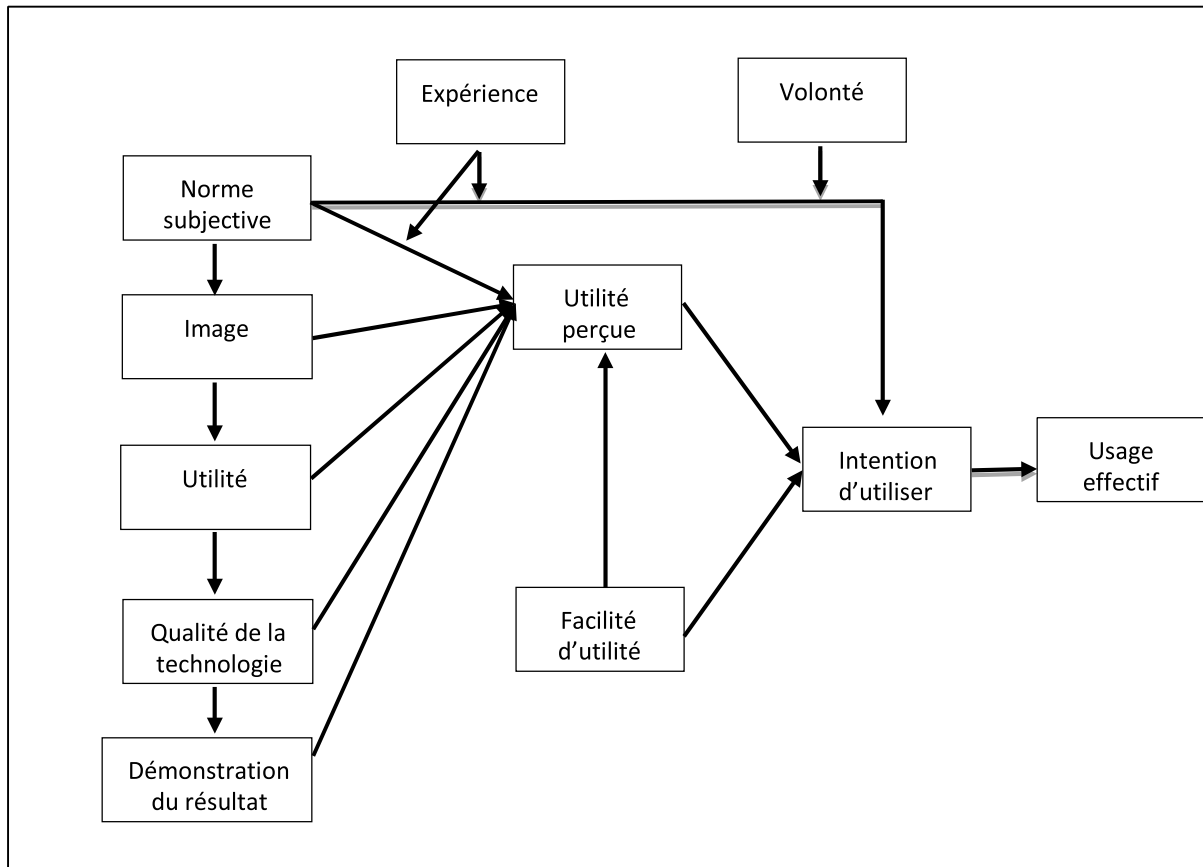 Expérience
Volonté
Norme
subjective
Image
Utilité
perçue
Utilité
Intention
d’utiliser
Usage
effectif
Qualité de la
technologie
Facilité
d’utilité
Démonstration
du résultat